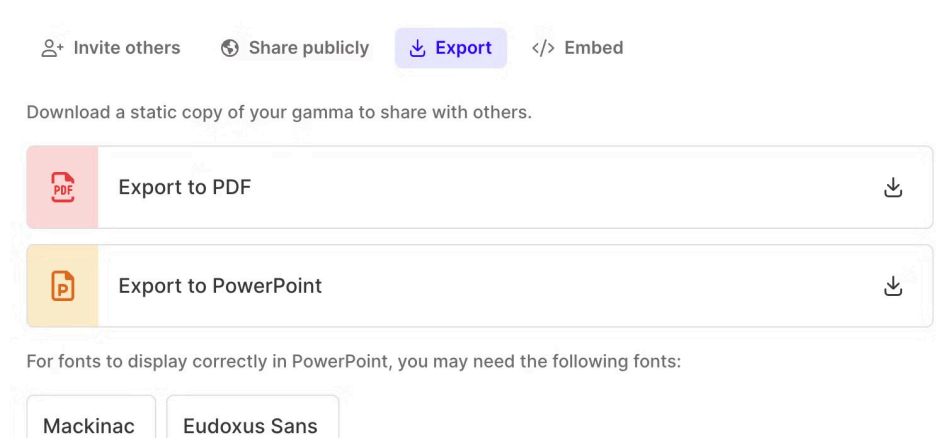 Invite others Share publicly Export </> Embed
Download a static copy of your gamma to share with others.
PDF Export to PDF
P Export to PowerPoint
For fonts to display correctly in PowerPoint, you may need the following fonts:
Mackinac Eudoxus Sans